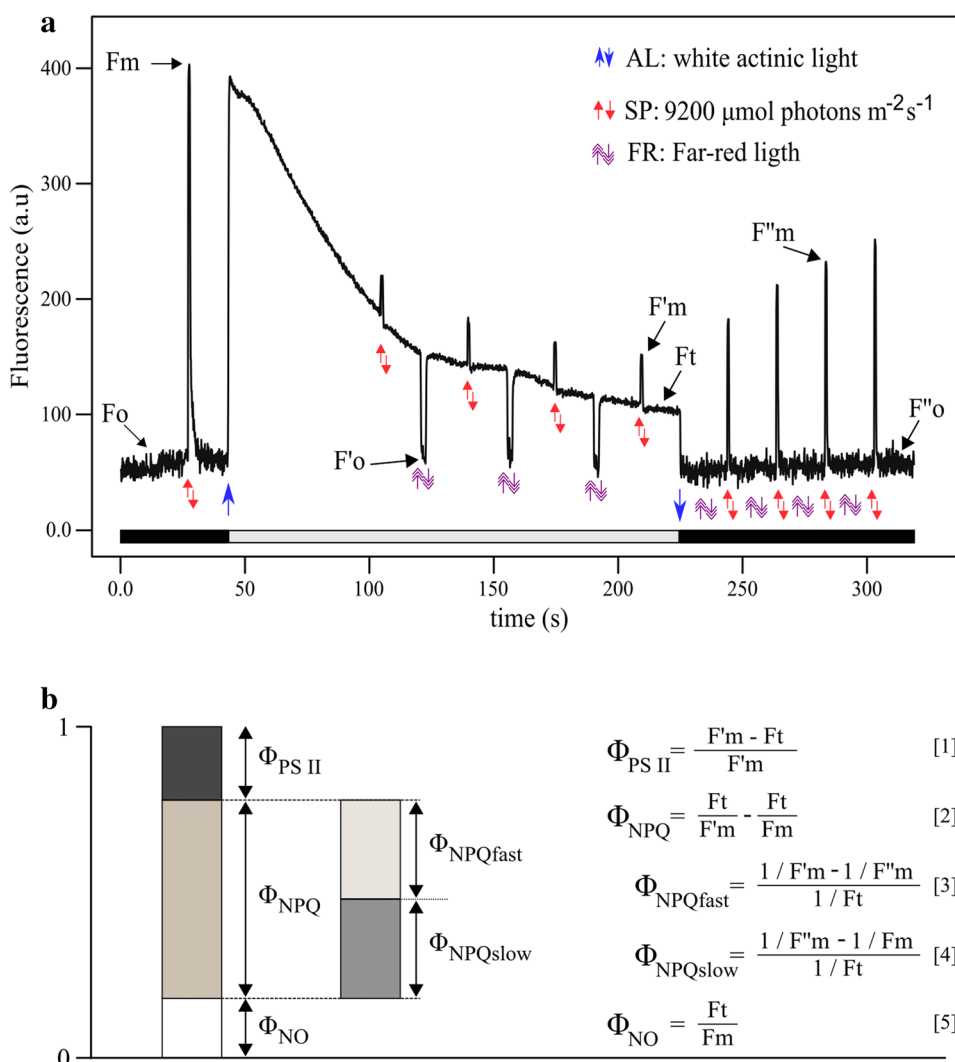 a
Fm
400
AL: white actinic light
SP: 9200 μmol photons m⁻²s⁻¹
FR: Far-red ligth
F"m
300
Fluorescence (a.u)
200
F'm
Ft
100
Fo
F'o
F"o
0.0
0.0 50 100 150 200 250 300
time (s)
b
1
ΦPS II
ΦNPQ
ΦNPQfast
ΦNPQslow
ΦNO
0
ΦPS II = F'm - Ft / F'm [1]
ΦNPQ = Ft / F'm - Ft / Fm [2]
ΦNPQfast = 1 / F'm - 1 / F"m / 1 / Ft [3]
ΦNPQslow = 1 / F"m - 1 / Fm / 1 / Ft [4]
ΦNO = Ft / Fm [5]